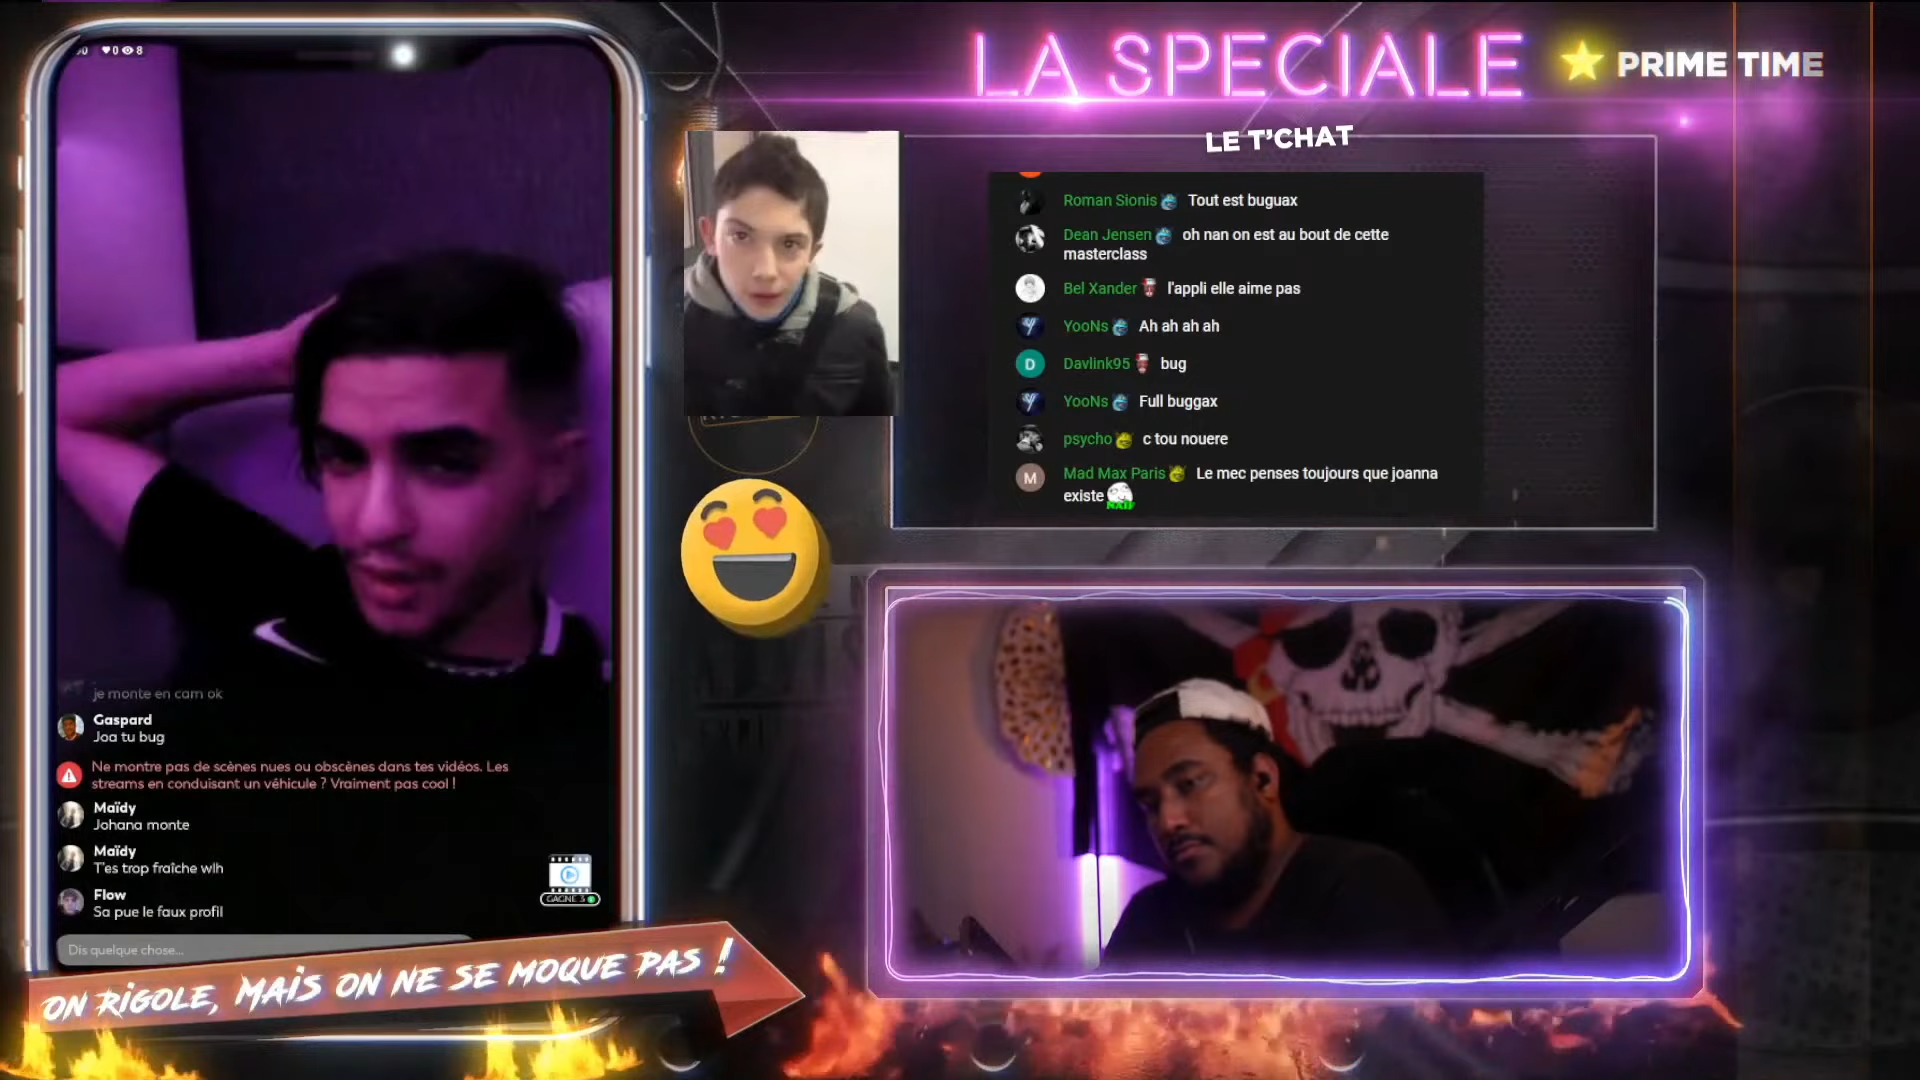 0 8
LA SPECIALE
PRIME TIME
LE T'CHAT
Roman Sionis Tout est buguax
Dean Jensen oh nan on est au bout de cette
masterclass
Bel Xander l'appli elle aime pas
YooNs Ah ah ah ah
D Davlink95 bug
YooNs Full buggax
psycho c tou nouere
M Mad Max Paris Le mec penses toujours que joanna
existe NAIF
je monte en cam ok
Gaspard
Joa tu bug
Ne montre pas de scènes nues ou obscènes dans tes vidéos. Les
streams en conduisant un véhicule ? Vraiment pas cool !
Maïdy
Johana monte
Maïdy
T'es trop fraîche wlh
GAGNE 3
Flow
Sa pue le faux profil
Dis quelque chose...
ON RIGOLE, MAIS ON NE SE MOQUE PAS !